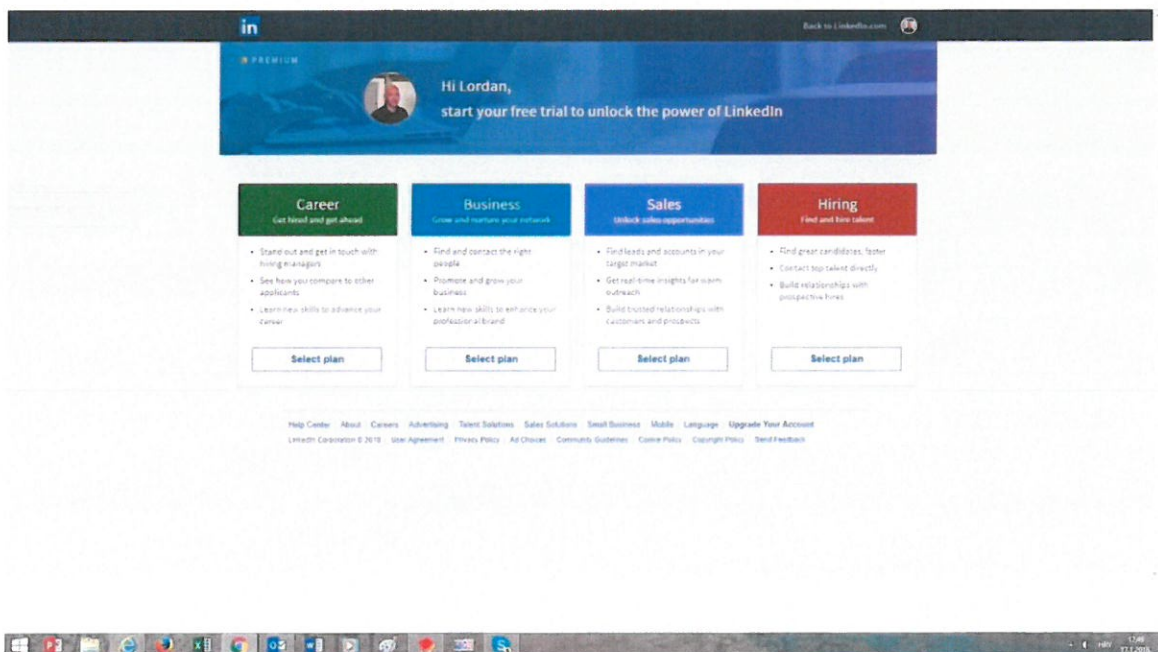 in
Back to LinkedIn.com
PREMIUM
Hi Lordan,
start your free trial to unlock the power of LinkedIn
Career
Get hired and get ahead
Stand out and get in touch with
hiring managers
See how you compare to other
applicants
Learn new skills to advance your
career
Select plan
Business
Grow and nurture your network
Find and contact the right
people
Promote and grow your
business
Learn new skills to enhance your
professional brand
Select plan
Sales
Unlock sales opportunities
Find leads and accounts in your
target market
Get real-time insights for warm
outreach
Build trusted relationships with
customers and prospects
Select plan
Hiring
Find and hire talent
Find great candidates, faster
Contact top talent directly
Build relationships with
prospective hires
Select plan
Help Center About Careers Advertising Talent Solutions Sales Solutions Small Business Mobile Language Upgrade Your Account
LinkedIn Corporation © 2018 User Agreement Privacy Policy Ad Choices Community Guidelines Cookie Policy Copyright Policy Send Feedback
HRV
17:49